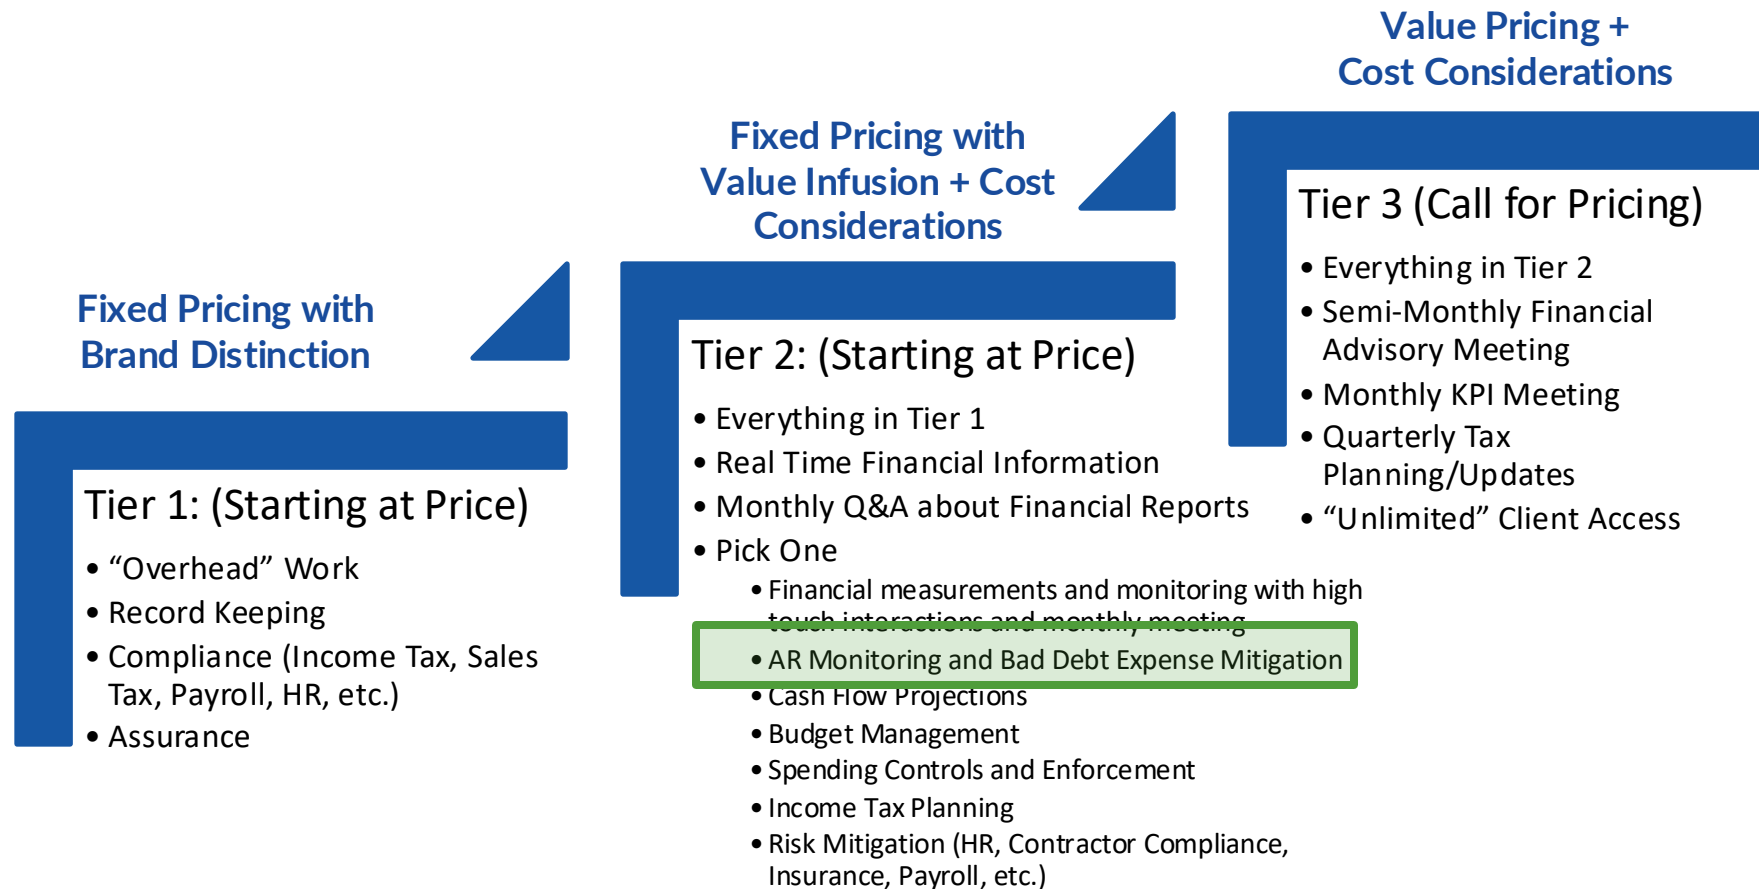 Fixed Pricing with
Brand Distinction
Tier 1: (Starting at Price)
• “Overhead” Work
• Record Keeping
• Compliance (Income Tax, Sales
Tax, Payroll, HR, etc.)
• Assurance
Fixed Pricing with
Value Infusion + Cost
Considerations
Tier 2: (Starting at Price)
• Everything in Tier 1
• Real Time Financial Information
• Monthly Q&A about Financial Reports
• Pick One
• Financial measurements and monitoring with high
touch interactions and monthly meeting
• AR Monitoring and Bad Debt Expense Mitigation
• Cash Flow Projections
• Budget Management
• Spending Controls and Enforcement
• Income Tax Planning
• Risk Mitigation (HR, Contractor Compliance,
Insurance, Payroll, etc.)
Value Pricing +
Cost Considerations
Tier 3 (Call for Pricing)
• Everything in Tier 2
• Semi-Monthly Financial
Advisory Meeting
• Monthly KPI Meeting
• Quarterly Tax
Planning/Updates
• “Unlimited” Client Access